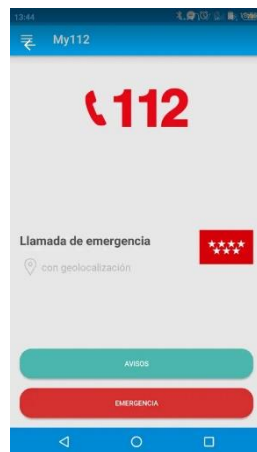 13:44
My112
112
Llamada de emergencia
con geolocalización
AVISOS
EMERGENCIA